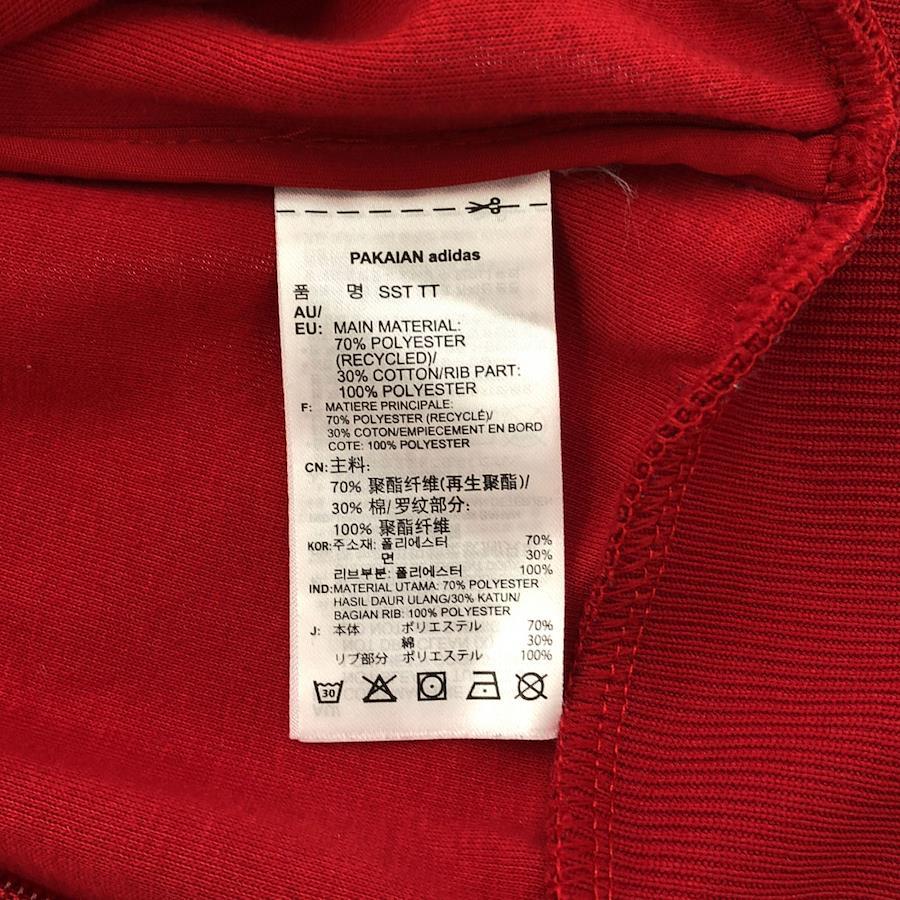 PAKAIAN adidas
품 명 SST TT
AU/
EU: MAIN MATERIAL:
70% POLYESTER
(RECYCLED)/
30% COTTON/RIB PART:
100% POLYESTER
F: MATIERE PRINCIPALE:
70% POLYESTER (RECYCLÉ)/
30% COTON/EMPIECEMENT EN BORD
COTE: 100% POLYESTER
CN:主料:
70% 聚酯纤维(再生聚酯)/
30% 棉/罗纹部分:
100% 聚酯纤维
KOR:주소재: 폴리에스터 70%
면 30%
리브부분: 폴리에스터 100%
IND:MATERIAL UTAMA: 70% POLYESTER
HASIL DAUR ULANG/30% KATUN/
BAGIAN RIB: 100% POLYESTER
J: 本体 ポリエステル 70%
綿 30%
リブ部分 ポリエステル 100%
30